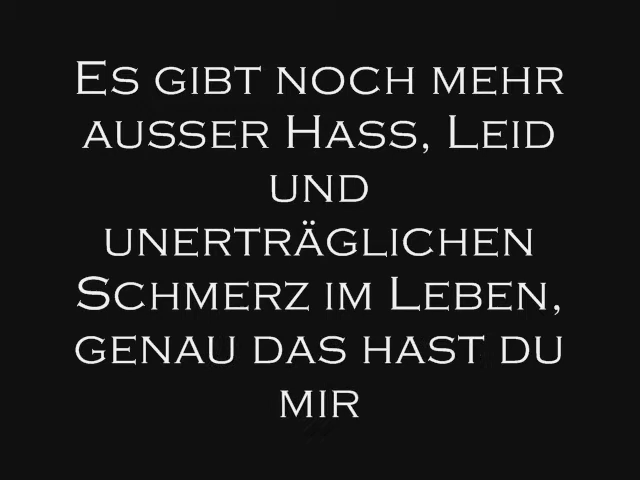 Es gibt noch mehr
ausser Hass, Leid
und
unerträglichen
Schmerz im Leben,
genau das hast du
mir